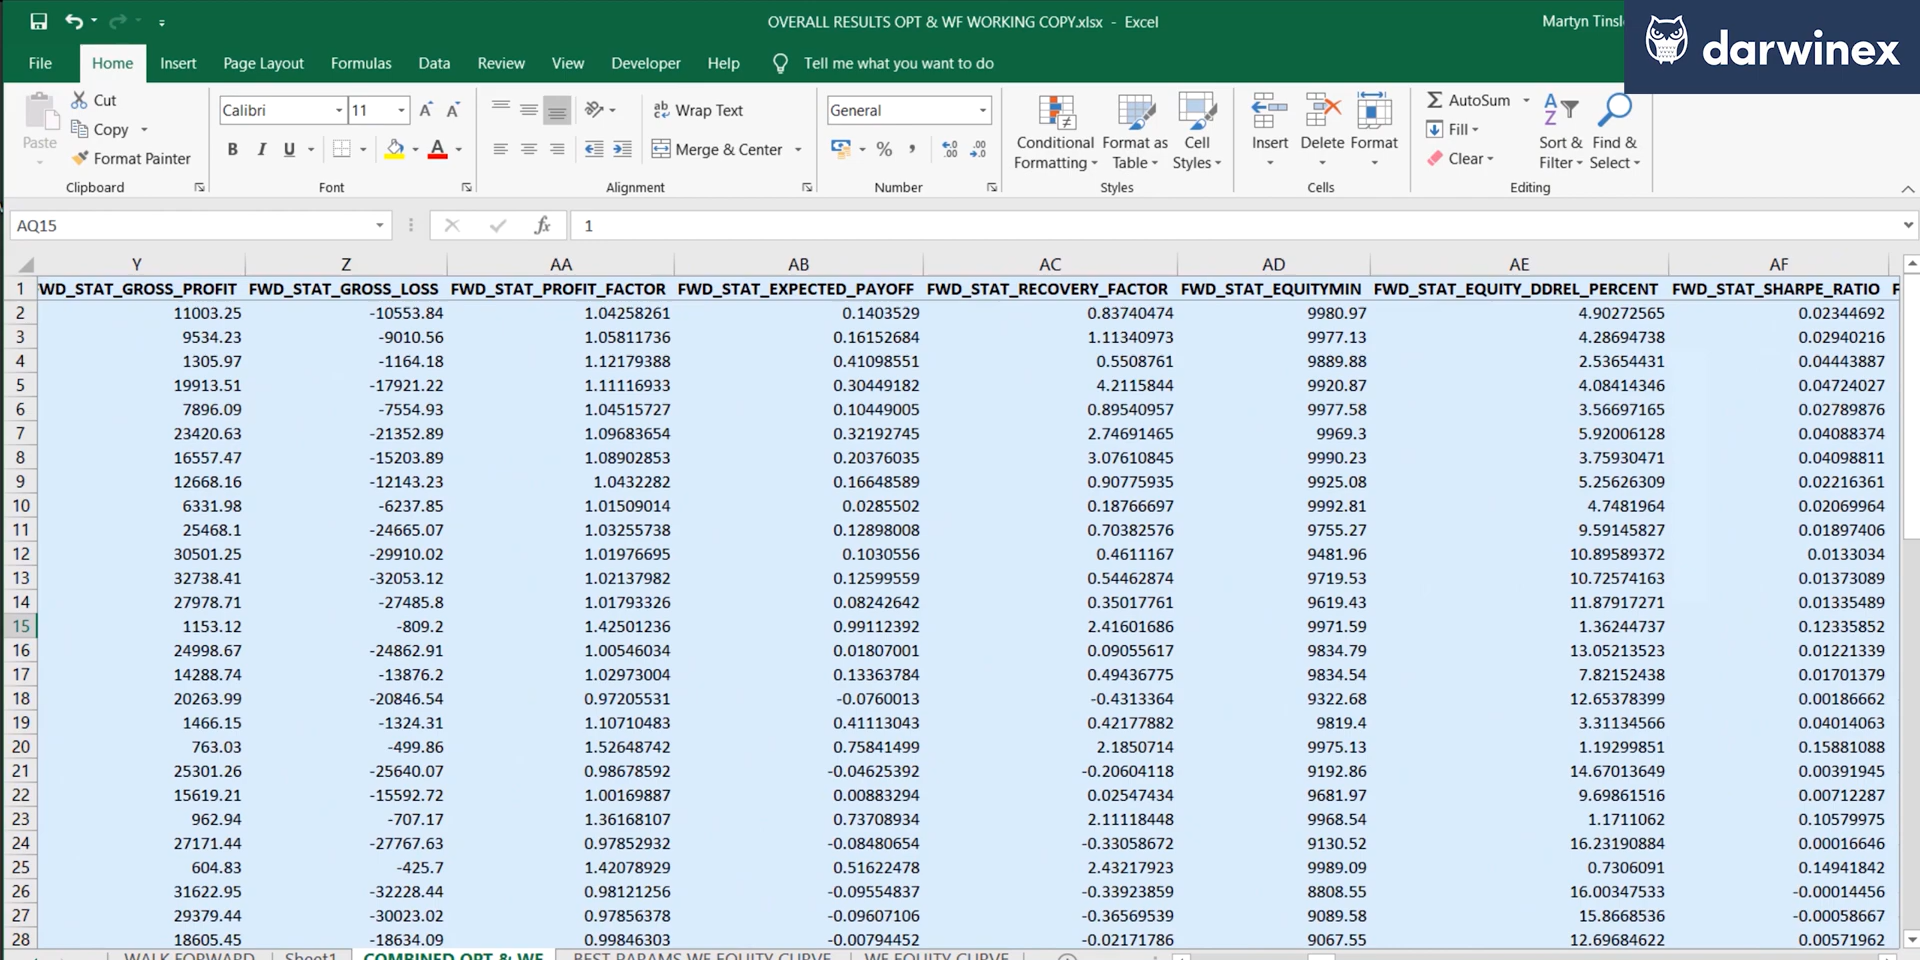 OVERALL RESULTS OPT & WF WORKING COPY.xlsx - Excel
Martyn
darwinex
File Home Insert Page Layout Formulas Data Review View Developer Help Tell me what you want to do
Paste
Cut
Copy
Format Painter
Clipboard
Calibri 11
B I U
Font
Wrap Text
Merge & Center
Alignment
General
%
Number
Conditional Formatting
Format as Table
Cell Styles
Styles
Insert Delete Format
Cells
AutoSum
Fill
Clear
Sort & Filter
Find & Select
Editing
AQ15 fx 1
Y Z AA AB AC AD AE AF
1 WD_STAT_GROSS_PROFIT FWD_STAT_GROSS_LOSS FWD_STAT_PROFIT_FACTOR FWD_STAT_EXPECTED_PAYOFF FWD_STAT_RECOVERY_FACTOR FWD_STAT_EQUITYMIN FWD_STAT_EQUITY_DDREL_PERCENT FWD_STAT_SHARPE_RATIO F
2 11003.25 -10553.84 1.04258261 0.1403529 0.83740474 9980.97 4.90272565 0.02344692
3 9534.23 -9010.56 1.05811736 0.16152684 1.11340973 9977.13 4.28694738 0.02940216
4 1305.97 -1164.18 1.12179388 0.41098551 0.5508761 9889.88 2.53654431 0.04443887
5 19913.51 -17921.22 1.11116933 0.30449182 4.2115844 9920.87 4.08414346 0.04724027
6 7896.09 -7554.93 1.04515727 0.10449005 0.89540957 9977.58 3.56697165 0.02789876
7 23420.63 -21352.89 1.09683654 0.32192745 2.74691465 9969.3 5.92006128 0.04088374
8 16557.47 -15203.89 1.08902853 0.20376035 3.07610845 9990.23 3.75930471 0.04098811
9 12668.16 -12143.23 1.0432282 0.16648589 0.90775935 9925.08 5.25626309 0.02216361
10 6331.98 -6237.85 1.01509014 0.0285502 0.18766697 9992.81 4.7481964 0.02069964
11 25468.1 -24665.07 1.03255738 0.12898008 0.70382576 9755.27 9.59145827 0.01897406
12 30501.25 -29910.02 1.01976695 0.1030556 0.4611167 9481.96 10.89589372 0.0133034
13 32738.41 -32053.12 1.02137982 0.12599559 0.54462874 9719.53 10.72574163 0.01373089
14 27978.71 -27485.8 1.01793326 0.08242642 0.35017761 9619.43 11.87917271 0.01335489
15 1153.12 -809.2 1.42501236 0.99112392 2.41601686 9971.59 1.36244737 0.12335852
16 24998.67 -24862.91 1.00546034 0.01807001 0.09055617 9834.79 13.05213523 0.01221339
17 14288.74 -13876.2 1.02973004 0.13363784 0.49436775 9834.54 7.82152438 0.01701379
18 20263.99 -20846.54 0.97205531 -0.0760013 -0.4313364 9322.68 12.65378399 0.00186662
19 1466.15 -1324.31 1.10710483 0.41113043 0.42177882 9819.4 3.31134566 0.04014063
20 763.03 -499.86 1.52648742 0.75841499 2.1850714 9975.13 1.19299851 0.15881088
21 25301.26 -25640.07 0.98678592 -0.04625392 -0.20604118 9192.86 14.67013649 0.00391945
22 15619.21 -15592.72 1.00169887 0.00883294 0.02547434 9681.97 9.69861516 0.00712287
23 962.94 -707.17 1.36168107 0.73708934 2.11118448 9968.54 1.1711062 0.10579975
24 27171.44 -27767.63 0.97852932 -0.08480654 -0.33058672 9130.52 16.23190884 0.00016646
25 604.83 -425.7 1.42078929 0.51622478 2.43217923 9989.09 0.7306091 0.14941842
26 31622.95 -32228.44 0.98121256 -0.09554837 -0.33923859 8808.55 16.00347533 -0.00014456
27 29379.44 -30023.02 0.97856378 -0.09607106 -0.36569539 9089.58 15.8668536 -0.00058667
28 18605.45 -18634.09 0.99846303 -0.00794452 -0.02171786 9067.55 12.69684622 0.00571962
WALK FORWARD Sheet1 COMBINED OPT & WF BEST PARAMS WF EQUITY CURVE WF EQUITY CURVE